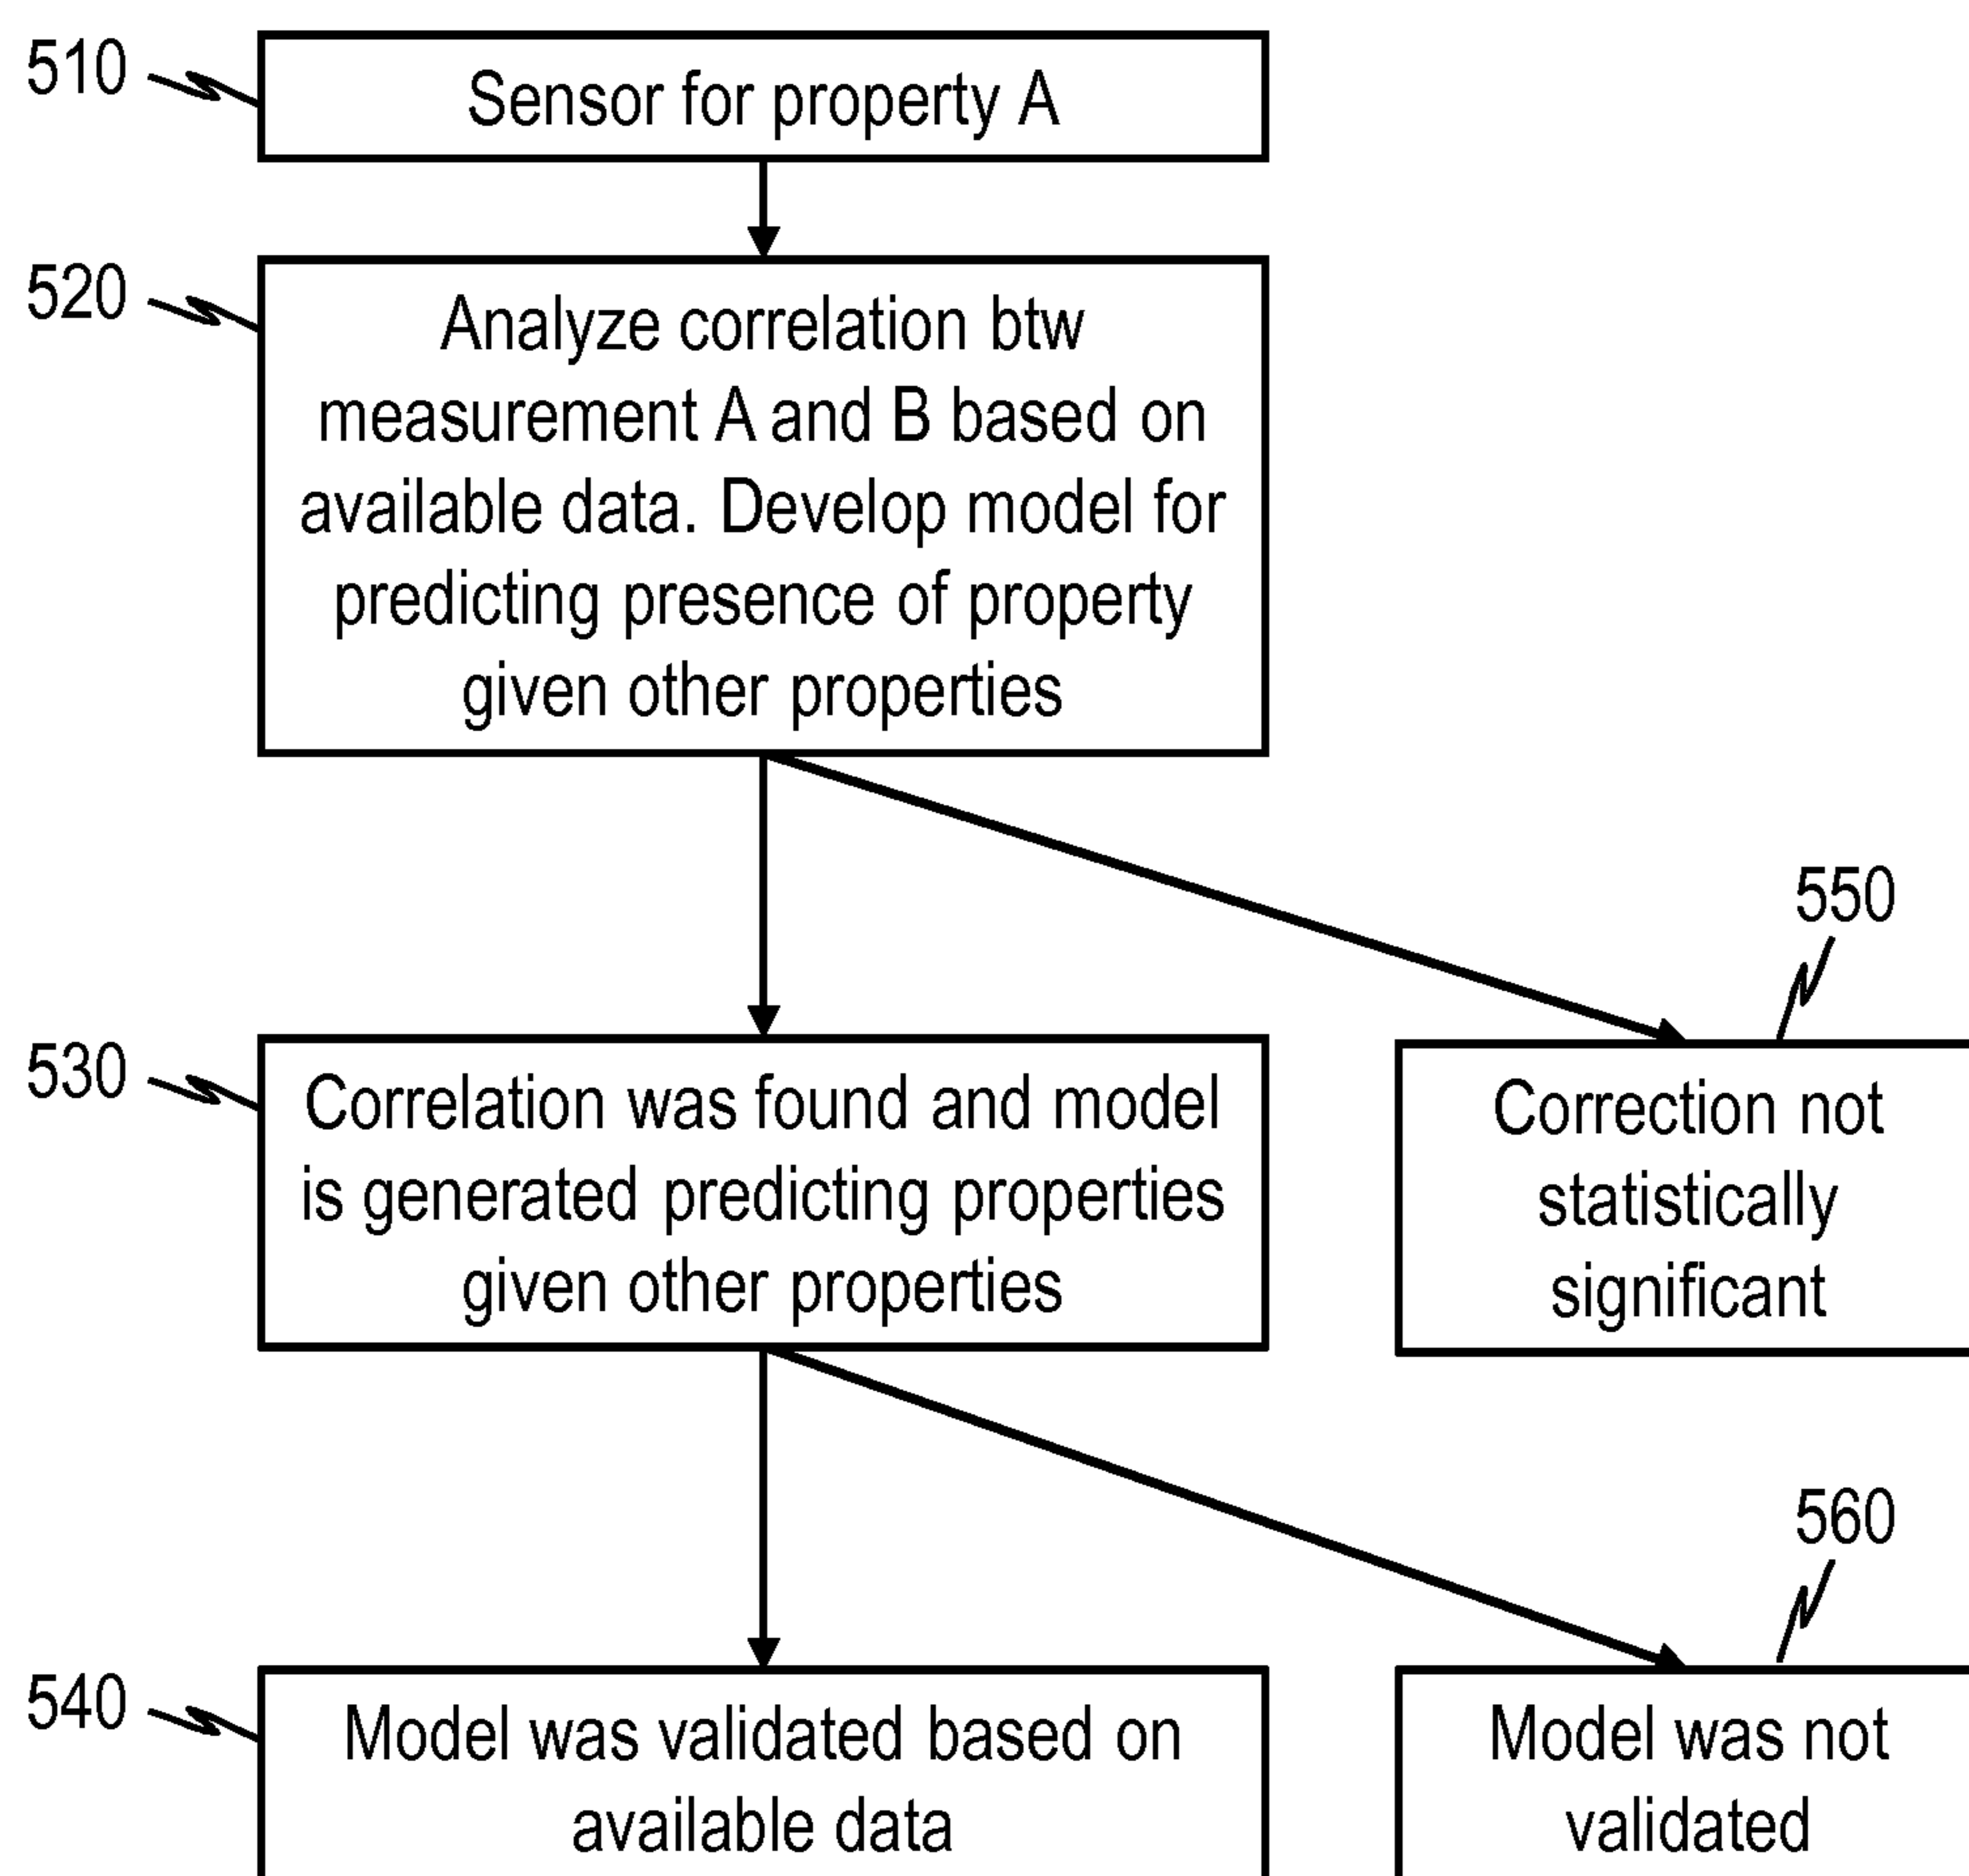 510
Sensor for property A
520
Analyze correlation btw
measurement A and B based on
available data. Develop model for
predicting presence of property
given other properties
550
530
Correlation was found and model
is generated predicting properties
given other properties
Correction not
statistically
significant
560
540
Model was validated based on
available data
Model was not
validated